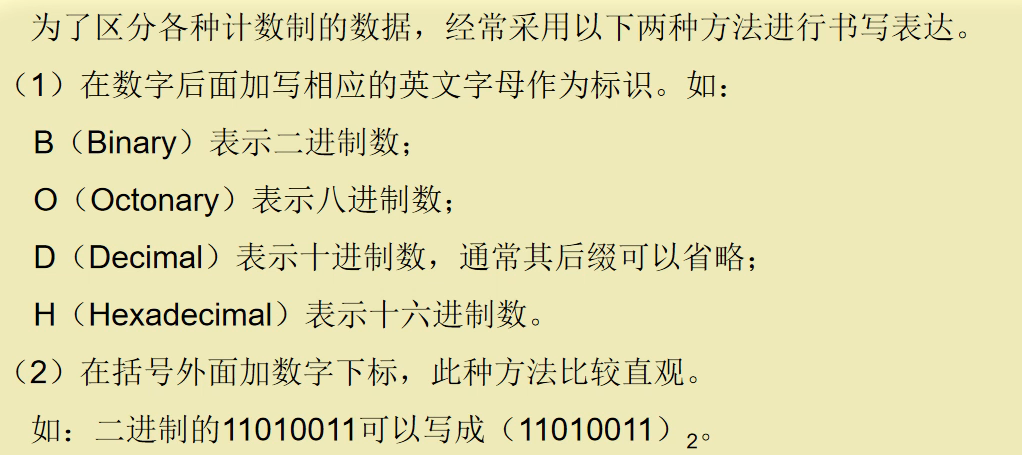 为了区分各种计数制的数据，经常采用以下两种方法进行书写表达。
（1）在数字后面加写相应的英文字母作为标识。如：
B（Binary）表示二进制数；
O（Octonary）表示八进制数；
D（Decimal）表示十进制数，通常其后缀可以省略；
H（Hexadecimal）表示十六进制数。
（2）在括号外面加数字下标，此种方法比较直观。
如：二进制的11010011可以写成（11010011）₂。